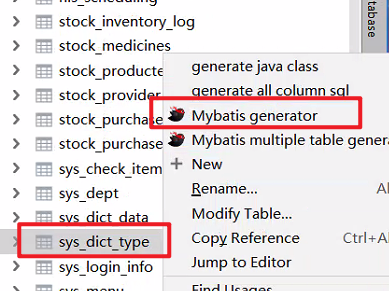 his_scheduling
stock_inventory_log
stock_medicines
stock_producte
stock_provider
stock_purchase
stock_purchase
sys_check_item
sys_dept
sys_dict_data
sys_dict_type
sys_login_info
sys_menu
generate java class
generate all column sql
Mybatis generator
Mybatis multiple table genera
New
Rename...
Modify Table...
Copy Reference
Ctrl+Al
Jump to Editor
Find Usages
Database